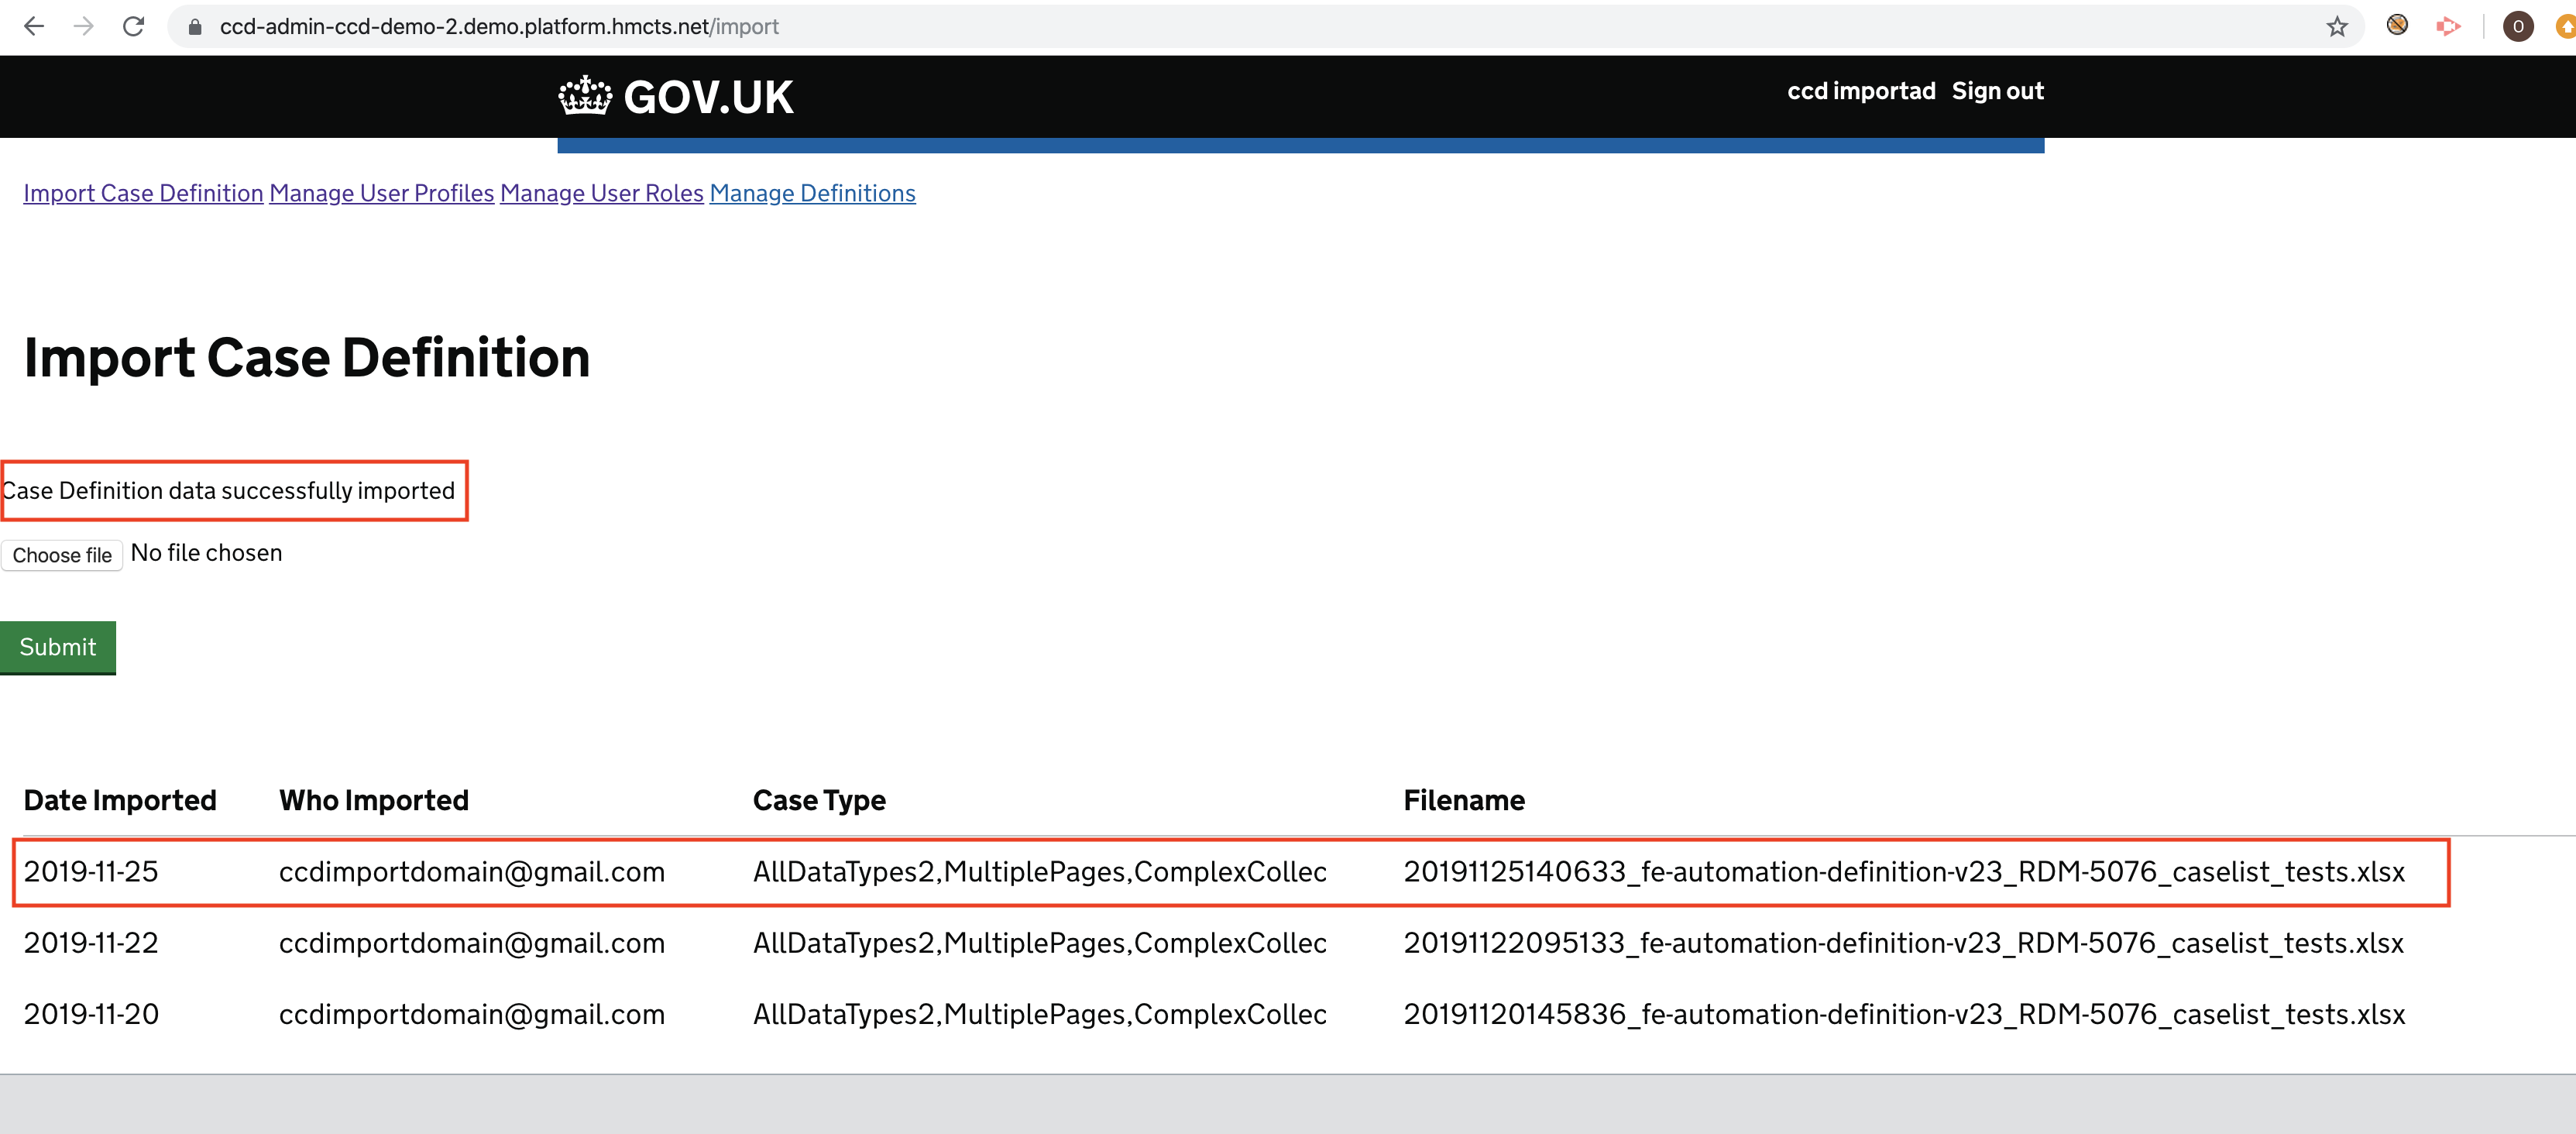 ccd-admin-ccd-demo-2.demo.platform.hmcts.net/import
O
GOV.UK
ccd importad Sign out
Import Case Definition Manage User Profiles Manage User Roles Manage Definitions
Import Case Definition
Case Definition data successfully imported
Choose file No file chosen
Submit
Date Imported Who Imported Case Type Filename
2019-11-25 ccdimportdomain@gmail.com AllDataTypes2,MultiplePages,ComplexCollec 20191125140633_fe-automation-definition-v23_RDM-5076_caselist_tests.xlsx
2019-11-22 ccdimportdomain@gmail.com AllDataTypes2,MultiplePages,ComplexCollec 20191122095133_fe-automation-definition-v23_RDM-5076_caselist_tests.xlsx
2019-11-20 ccdimportdomain@gmail.com AllDataTypes2,MultiplePages,ComplexCollec 20191120145836_fe-automation-definition-v23_RDM-5076_caselist_tests.xlsx